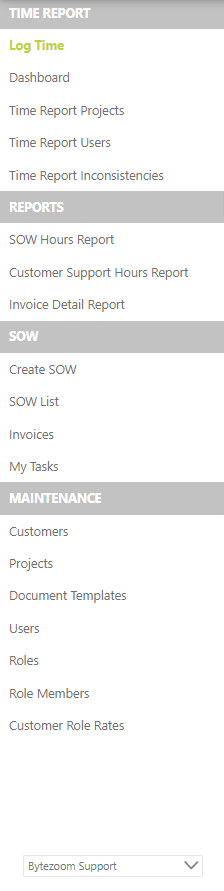 TIME REPORT
Log Time
Dashboard
Time Report Projects
Time Report Users
Time Report Inconsistencies
REPORTS
SOW Hours Report
Customer Support Hours Report
Invoice Detail Report
SOW
Create SOW
SOW List
Invoices
My Tasks
MAINTENANCE
Customers
Projects
Document Templates
Users
Roles
Role Members
Customer Role Rates
Bytezoom Support